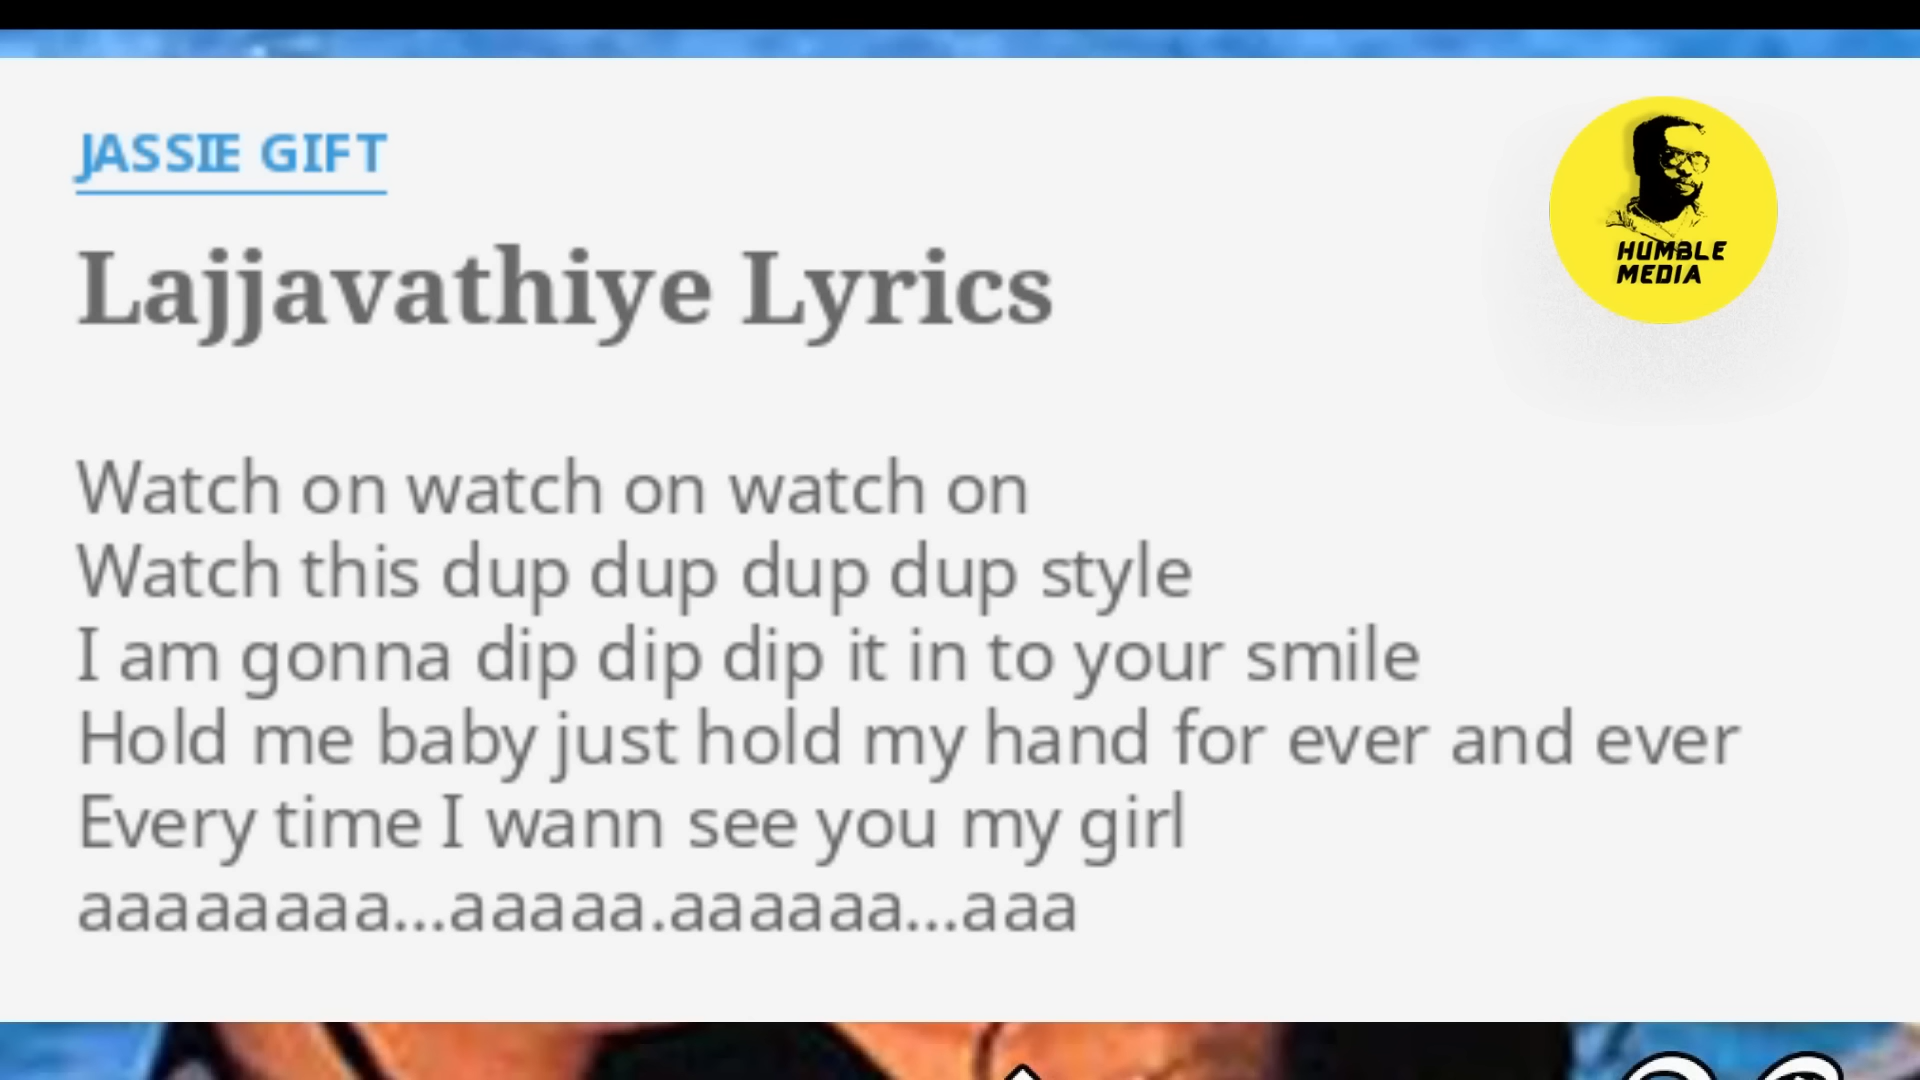 JASSIE GIFT
Lajjavathiye Lyrics
HUMBLE
MEDIA
Watch on watch on watch on
Watch this dup dup dup dup style
I am gonna dip dip dip it in to your smile
Hold me baby just hold my hand for ever and ever
Every time I wann see you my girl
aaaaaaaa...aaaaa.aaaaaa...aaa